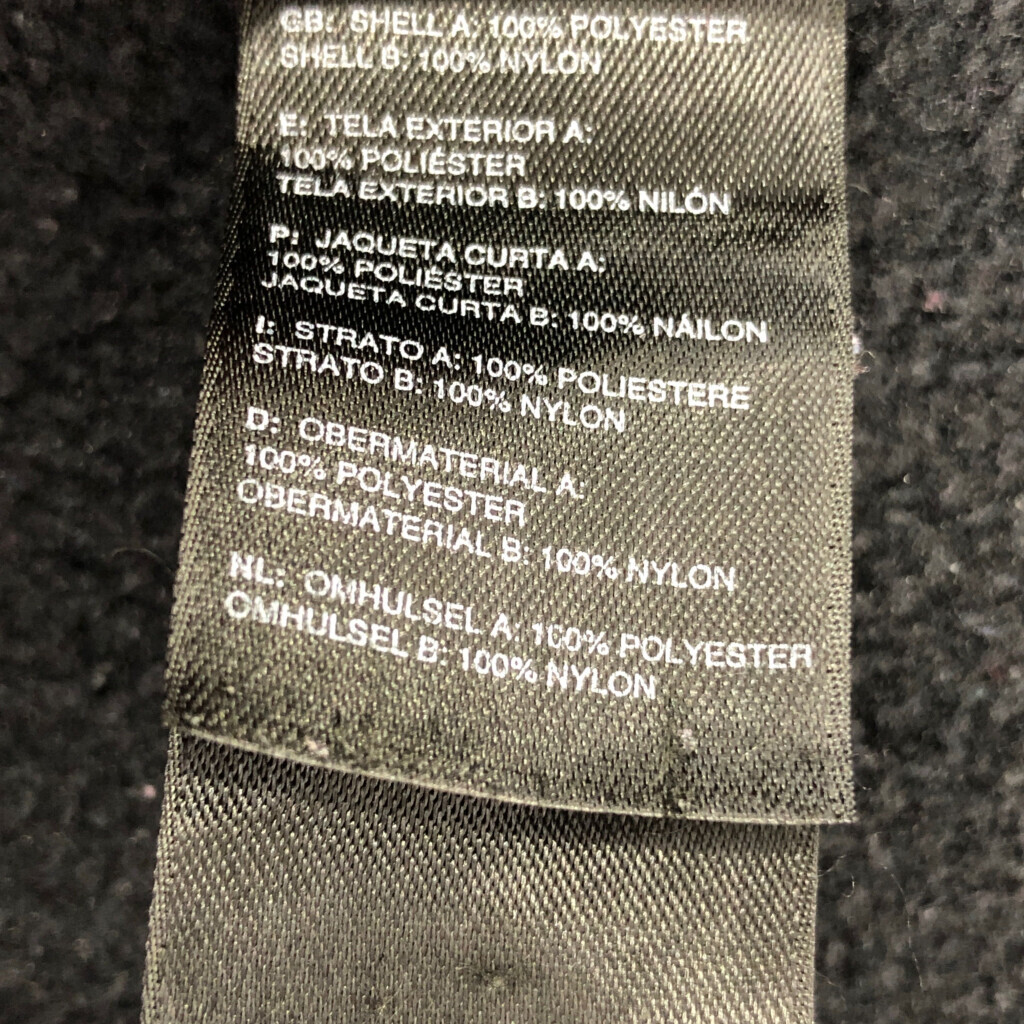 GB: SHELL A: 100% POLYESTER
SHELL B: 100% NYLON
E: TELA EXTERIOR A:
100% POLIÉSTER
TELA EXTERIOR B: 100% NILÓN
P: JAQUETA CURTA A:
100% POLIÉSTER
JAQUETA CURTA B: 100% NÁILON
I: STRATO A: 100% POLIESTERE
STRATO B: 100% NYLON
D: OBERMATERIAL A:
100% POLYESTER
OBERMATERIAL B: 100% NYLON
NL: OMHULSEL A: 100% POLYESTER
OMHULSEL B: 100% NYLON